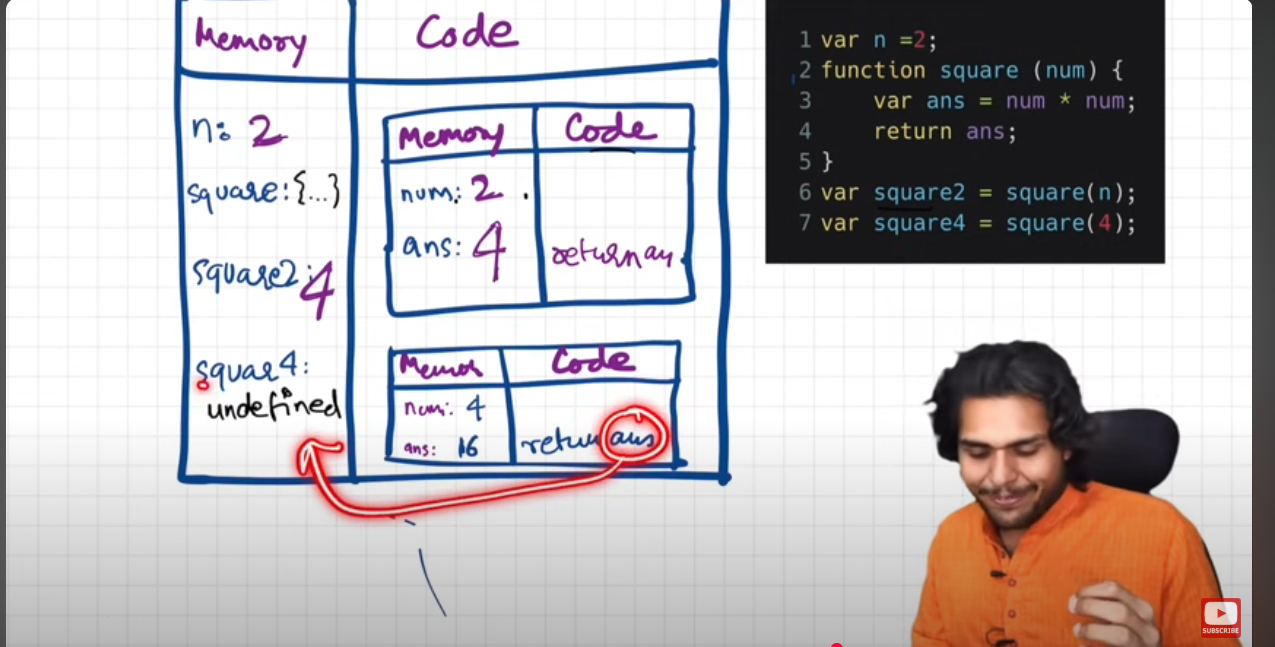 Memory Code
n: 2
square:{...}
square2: 4
squar4:
undefined
Memory Code
num: 2
ans: 4
return an
Memor Code
num: 4
ans: 16
return ans
1 var n =2;
2 function square (num) {
3 var ans = num * num;
4 return ans;
5 }
6 var square2 = square(n);
7 var square4 = square(4);
SUBSCRIBE